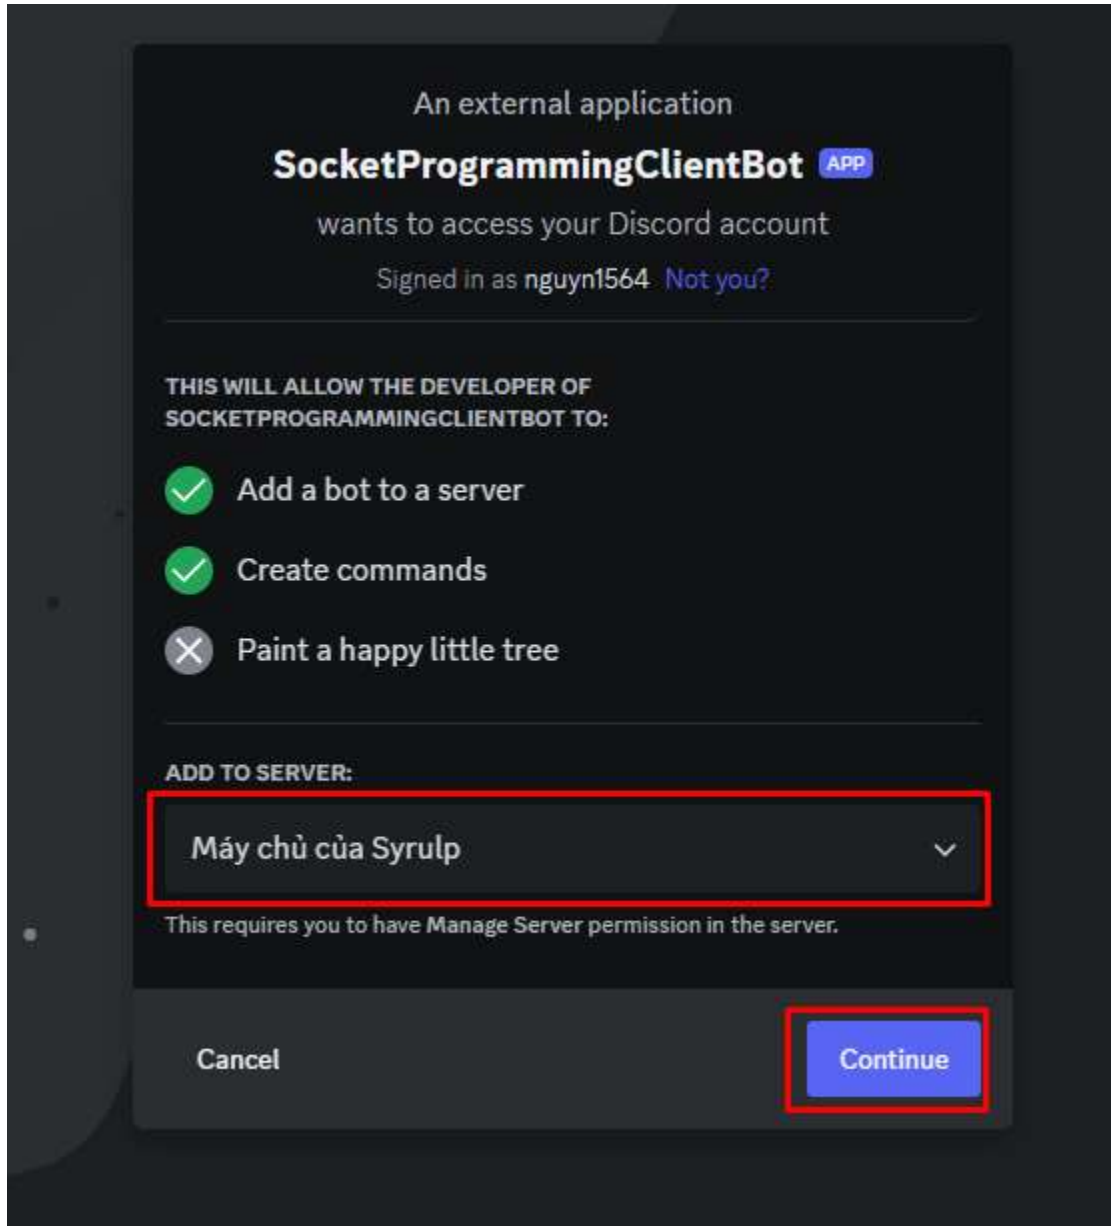 An external application
SocketProgrammingClientBot APP
wants to access your Discord account
Signed in as nguyn1564 Not you?
THIS WILL ALLOW THE DEVELOPER OF
SOCKETPROGRAMMINGCLIENTBOT TO:
Add a bot to a server
Create commands
Paint a happy little tree
ADD TO SERVER:
Máy chủ của Syrulp
This requires you to have Manage Server permission in the server.
Cancel
Continue